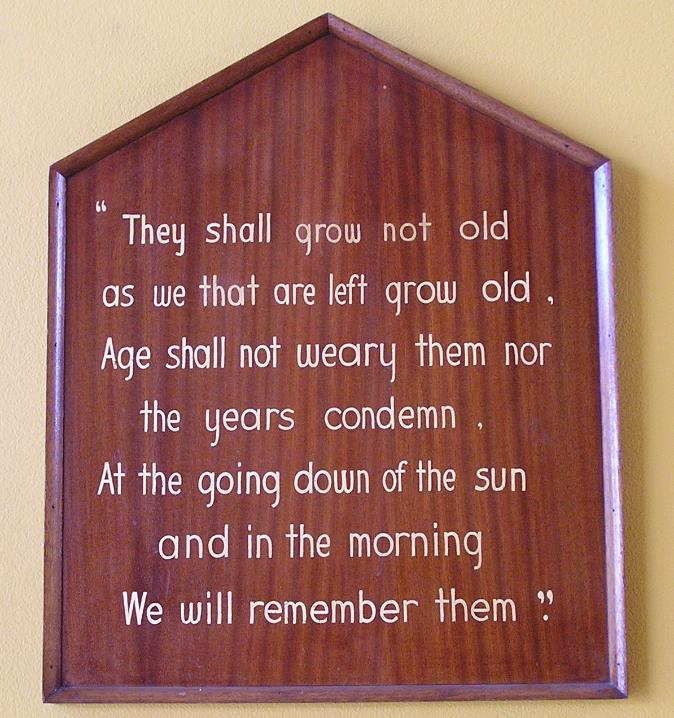 “ They shall grow not old
as we that are left grow old ,
Age shall not weary them nor
the years condemn ,
At the going down of the sun
and in the morning
We will remember them .”